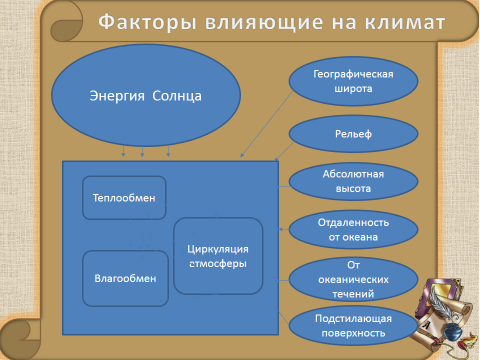 Факторы влияющие на климат
Энергия Солнца
Географическая
широта
Рельеф
Абсолютная
высота
Отдаленность
от океана
От
океанических
течений
Подстилающая
поверхность
Теплообмен
Циркуляция
атмосферы
Влагообмен